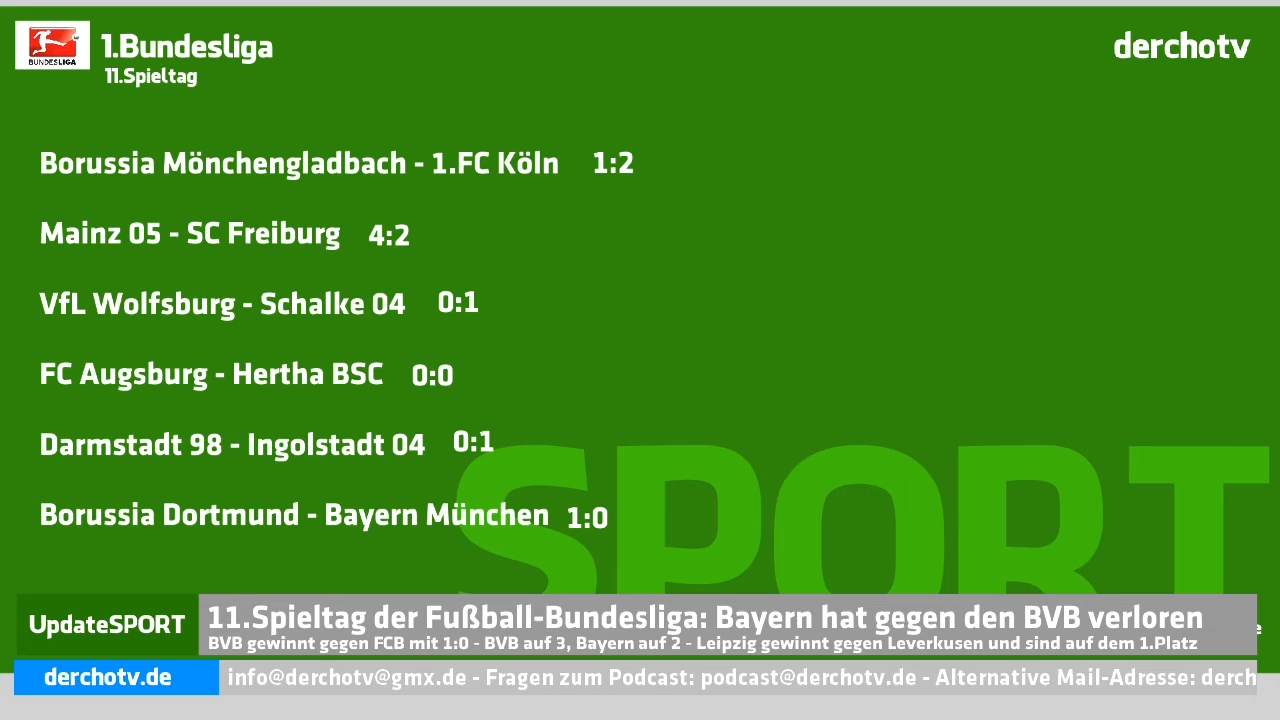 BUNDESLIGA
1.Bundesliga
11.Spieltag
derchotv
Borussia Mönchengladbach - 1.FC Köln 1:2
Mainz 05 - SC Freiburg 4:2
VfL Wolfsburg - Schalke 04 0:1
FC Augsburg - Hertha BSC 0:0
Darmstadt 98 - Ingolstadt 04 0:1
Borussia Dortmund - Bayern München 1:0
SPORT
UpdateSPORT
11.Spieltag der Fußball-Bundesliga: Bayern hat gegen den BVB verloren
BVB gewinnt gegen FCB mit 1:0 - BVB auf 3, Bayern auf 2 - Leipzig gewinnt gegen Leverkusen und sind auf dem 1.Platz
derchotv.de
info@derchotv@gmx.de - Fragen zum Podcast: podcast@derchotv.de - Alternative Mail-Adresse: derch